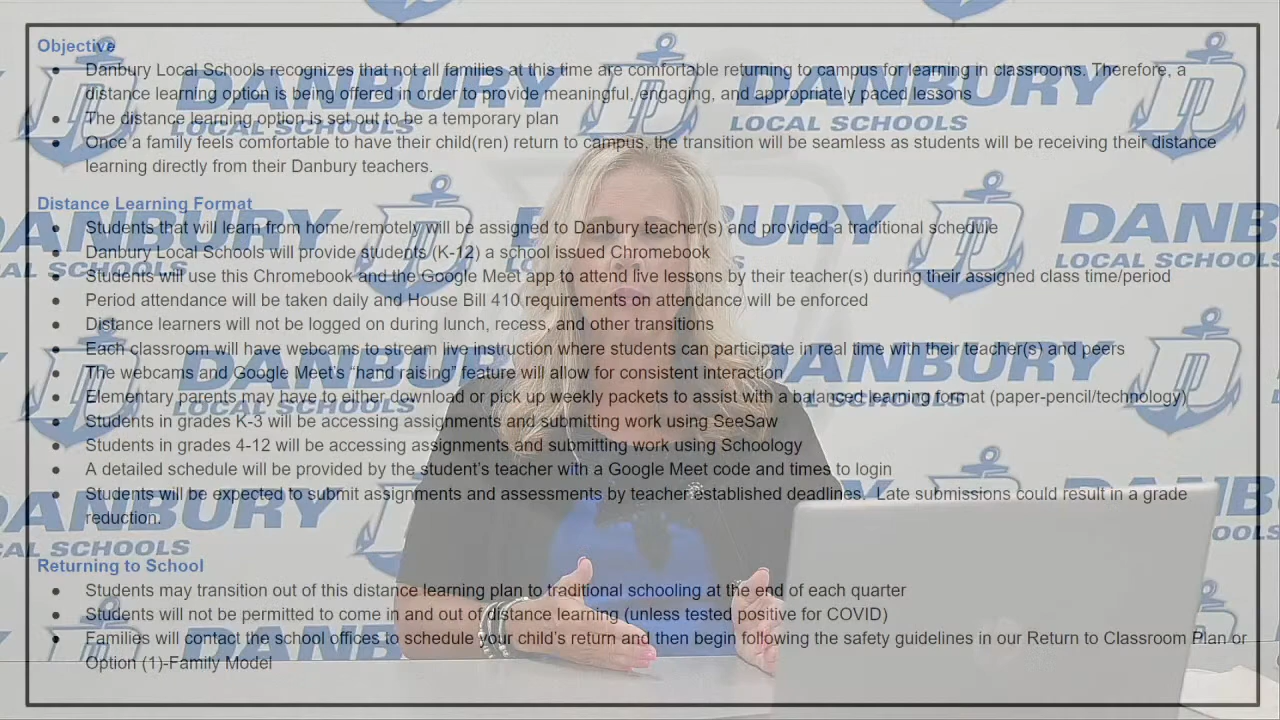 Objective
● Danbury Local Schools recognizes that not all families at this time are comfortable returning to campus for learning in classrooms. Therefore, a
distance learning option is being offered in order to provide meaningful, engaging, and appropriately paced lessons
● The distance learning option is set out to be a temporary plan
● Once a family feels comfortable to have their child(ren) return to campus, the transition will be seamless as students will be receiving their distance
learning directly from their Danbury teachers.
Distance Learning Format
● Students that will learn from home/remotely will be assigned to Danbury teacher(s) and provided a traditional schedule
● Danbury Local Schools will provide students (K-12) a school issued Chromebook
● Students will use this Chromebook and the Google Meet app to attend live lessons by their teacher(s) during their assigned class time/period
● Period attendance will be taken daily and House Bill 410 requirements on attendance will be enforced
● Distance learners will not be logged on during lunch, recess, and other transitions
● Each classroom will have webcams to stream live instruction where students can participate in real time with their teacher(s) and peers
● The webcams and Google Meet's “hand raising” feature will allow for consistent interaction
● Elementary parents may have to either download or pick up weekly packets to assist with a balanced learning format (paper-pencil/technology)
● Students in grades K-3 will be accessing assignments and submitting work using SeeSaw
● Students in grades 4-12 will be accessing assignments and submitting work using Schoology
● A detailed schedule will be provided by the student's teacher with a Google Meet code and times to login
● Students will be expected to submit assignments and assessments by teacher established deadlines. Late submissions could result in a grade
reduction.
Returning to School
● Students may transition out of this distance learning plan to traditional schooling at the end of each quarter
● Students will not be permitted to come in and out of distance learning (unless tested positive for COVID)
● Families will contact the school offices to schedule your child's return and then begin following the safety guidelines in our Return to Classroom Plan or
Option (1)-Family Model
DANBURY
LOCAL SCHOOLS
DANBURY
LOCAL SCHOOLS
DANBURY
LOCAL SCHOOLS